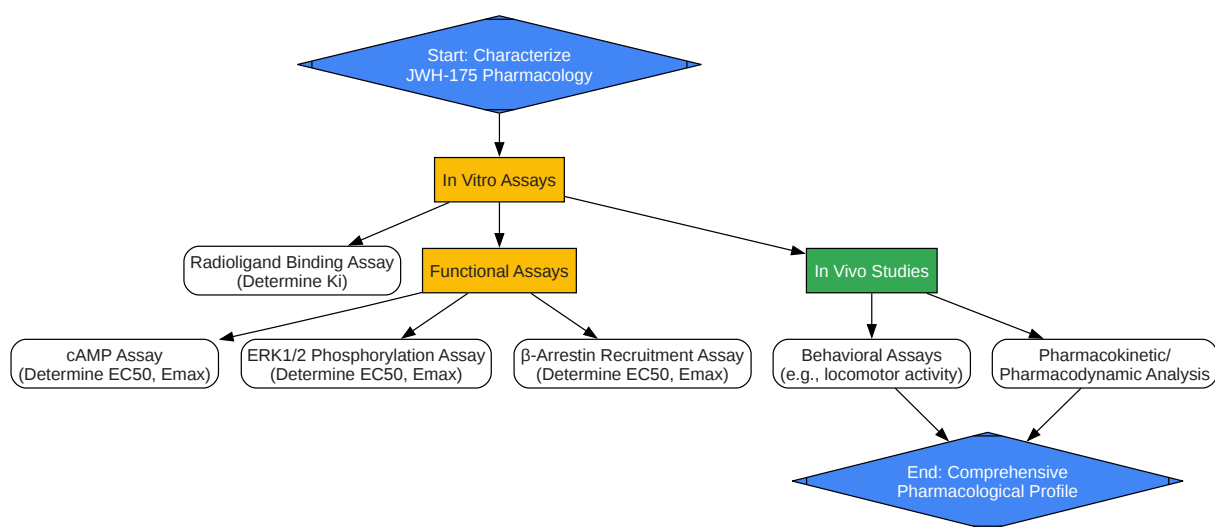 Start: Characterize
JWH-175 Pharmacology
In Vitro Assays
Radioligand Binding Assay
(Determine Ki)
Functional Assays
In Vivo Studies
cAMP Assay
(Determine EC50, Emax)
ERK1/2 Phosphorylation Assay
(Determine EC50, Emax)
β-Arrestin Recruitment Assay
(Determine EC50, Emax)
Behavioral Assays
(e.g., locomotor activity)
Pharmacokinetic/
Pharmacodynamic Analysis
End: Comprehensive
Pharmacological Profile